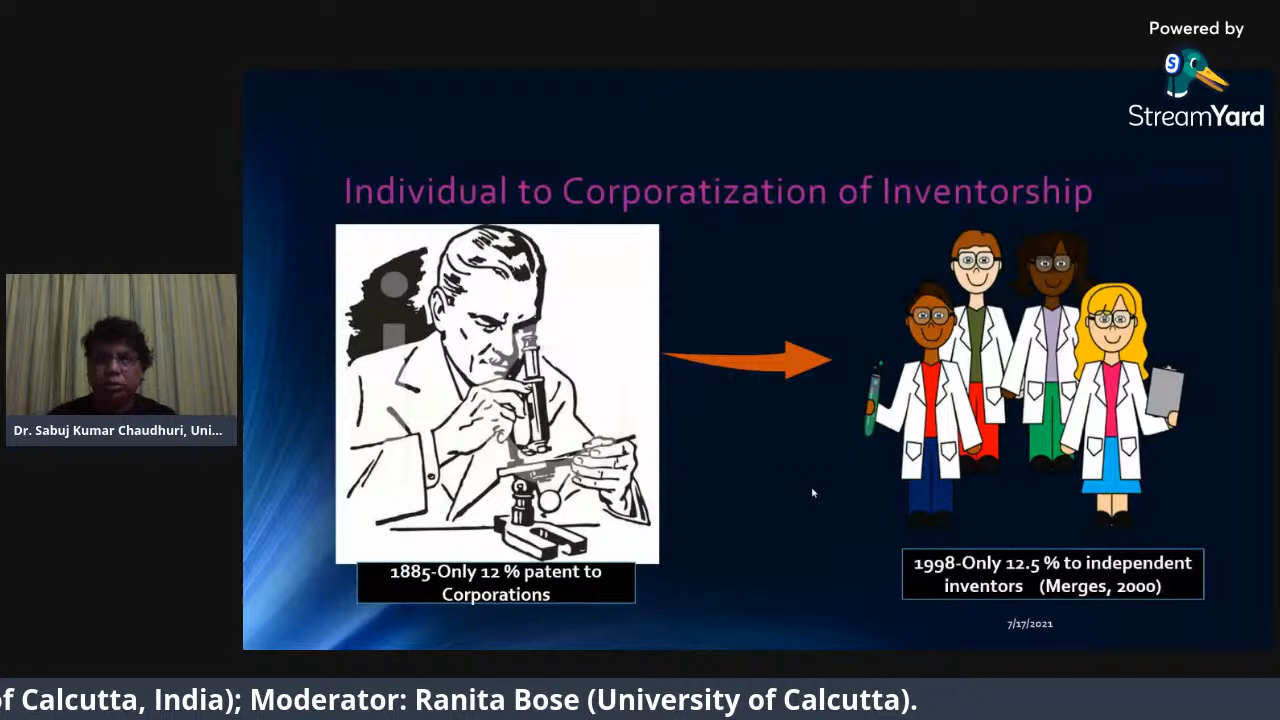 Powered by
StreamYard
Individual to Corporatization of Inventorship
Dr. Sabuj Kumar Chaudhuri, Uni...
1885-Only 12 % patent to
Corporations
1998-Only 12.5 % to independent
inventors (Merges, 2000)
7/17/2021
of Calcutta, India); Moderator: Ranita Bose (University of Calcutta).